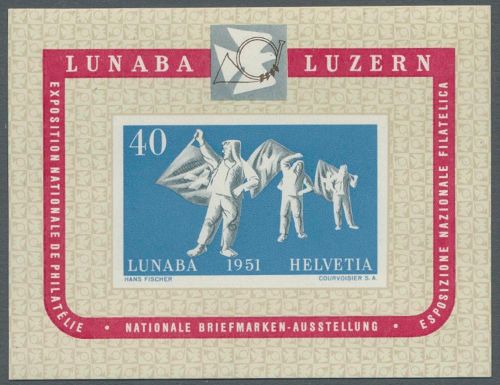 LUNABA LUZERN
EXPOSITION NATIONALE DE PHILATÉLIE
• NATIONALE BRIEFMARKEN-AUSSTELLUNG •
ESPOSIZIONE NAZIONALE FILATELICA
40
LUNABA 1951 HELVETIA
HANS FISCHER COURVOISIER S.A.